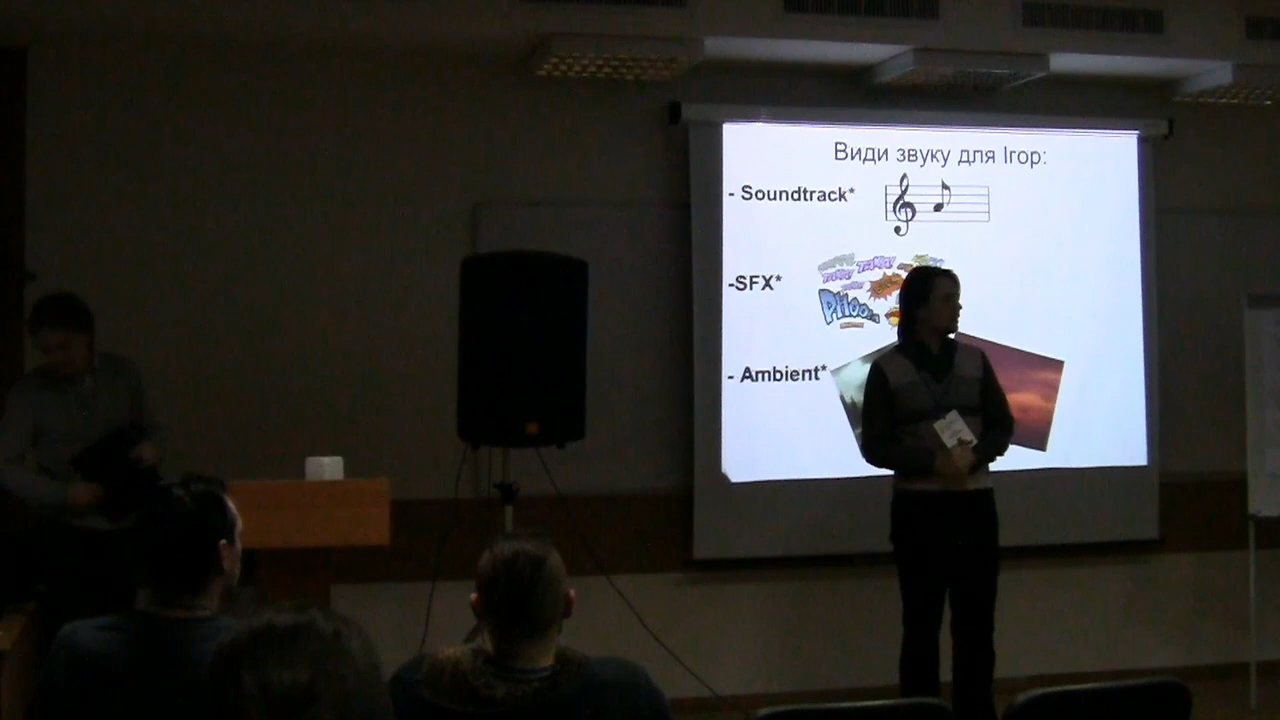 Види звуку для Ігор:
- Soundtrack*
-SFX*
- Ambient*